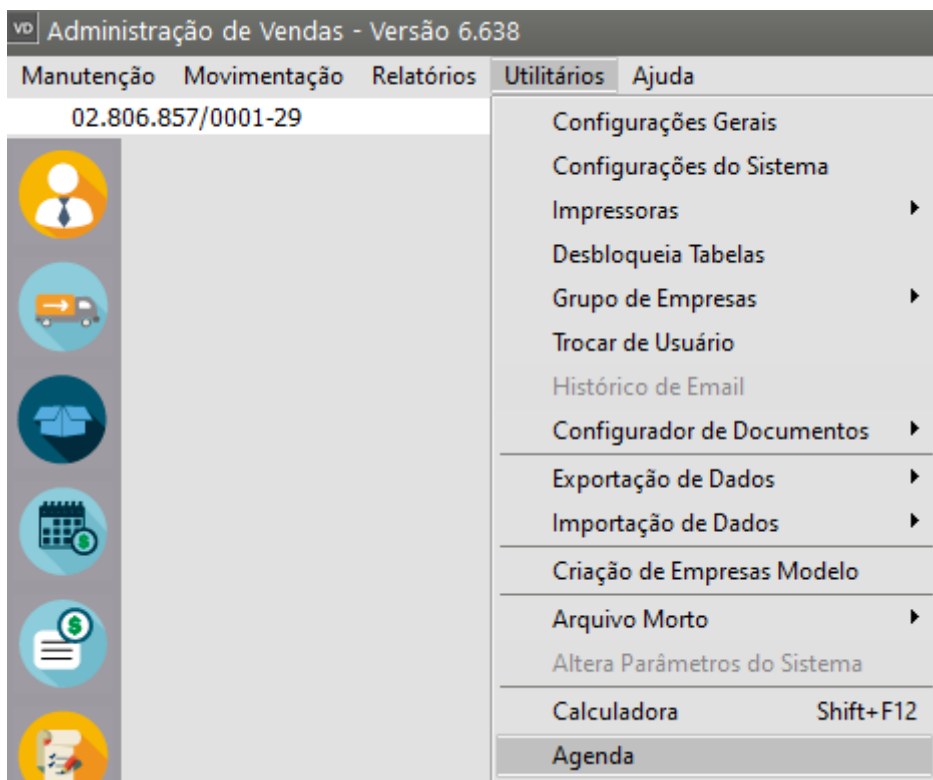 VD Administração de Vendas - Versão 6.638
Manutenção Movimentação Relatórios Utilitários Ajuda
02.806.857/0001-29
Configurações Gerais
Configurações do Sistema
Impressoras
Desbloqueia Tabelas
Grupo de Empresas
Trocar de Usuário
Histórico de Email
Configurador de Documentos
Exportação de Dados
Importação de Dados
Criação de Empresas Modelo
Arquivo Morto
Altera Parâmetros do Sistema
Calculadora Shift+F12
Agenda